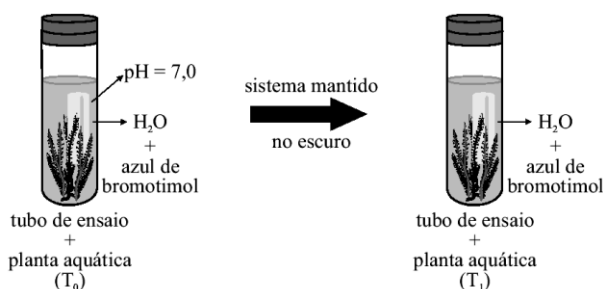 pH = 7,0
H₂O
+
azul de
bromotimol
tubo de ensaio
+
planta aquática
(T₀)
sistema mantido
no escuro
H₂O
+
azul de
bromotimol
tubo de ensaio
+
planta aquática
(T₁)